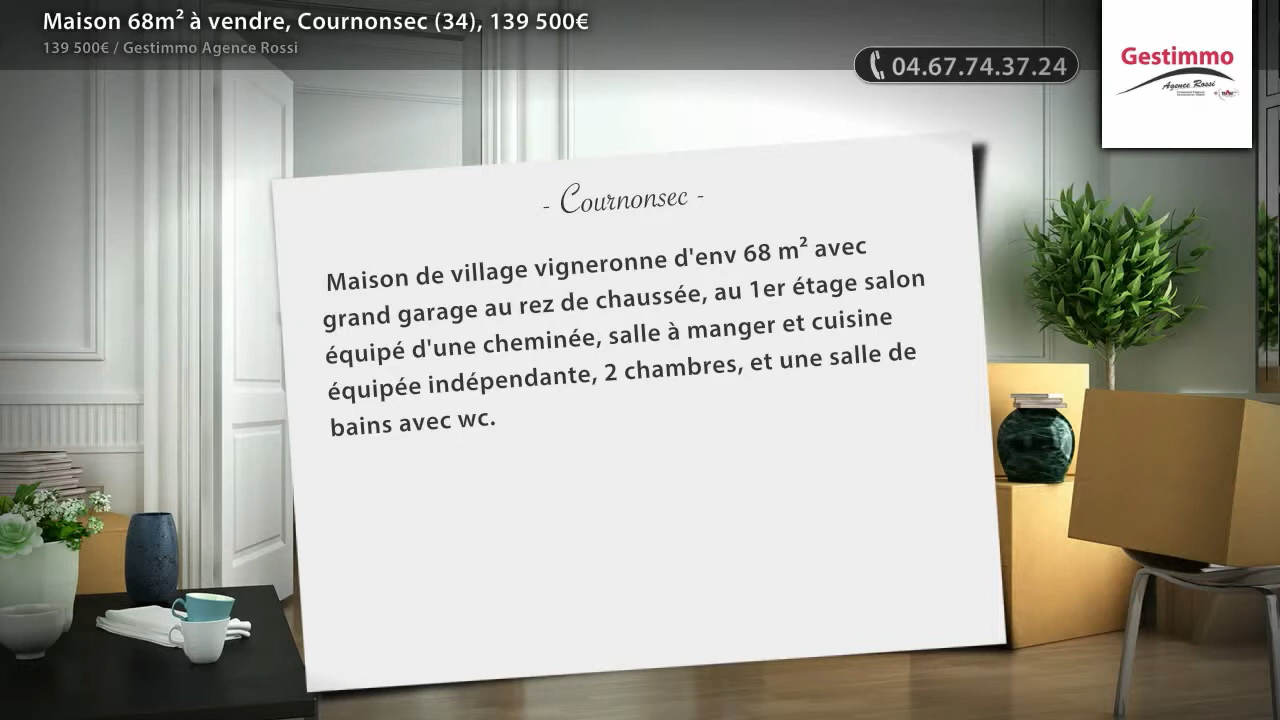 Maison 68m² à vendre, Cournonsec (34), 139 500€
139 500€ / Gestimmo Agence Rossi
04.67.74.37.24
Gestimmo
Agence Rossi
- Cournonsec -
Maison de village vigneronne d'env 68 m² avec
grand garage au rez de chaussée, au 1er étage salon
équipé d'une cheminée, salle à manger et cuisine
équipée indépendante, 2 chambres, et une salle de
bains avec wc.